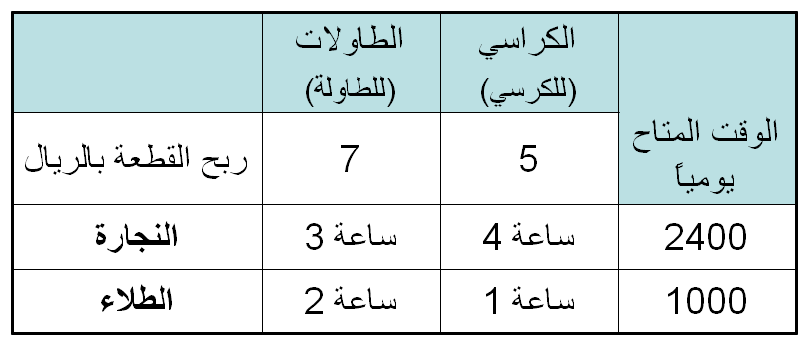 الطاولات
(للطاولة)
الكراسي
(للكرسي)
الوقت المتاح
يومياً
ربح القطعة بالريال
7
5
النجارة
ساعة 3
ساعة 4
2400
الطلاء
ساعة 2
ساعة 1
1000